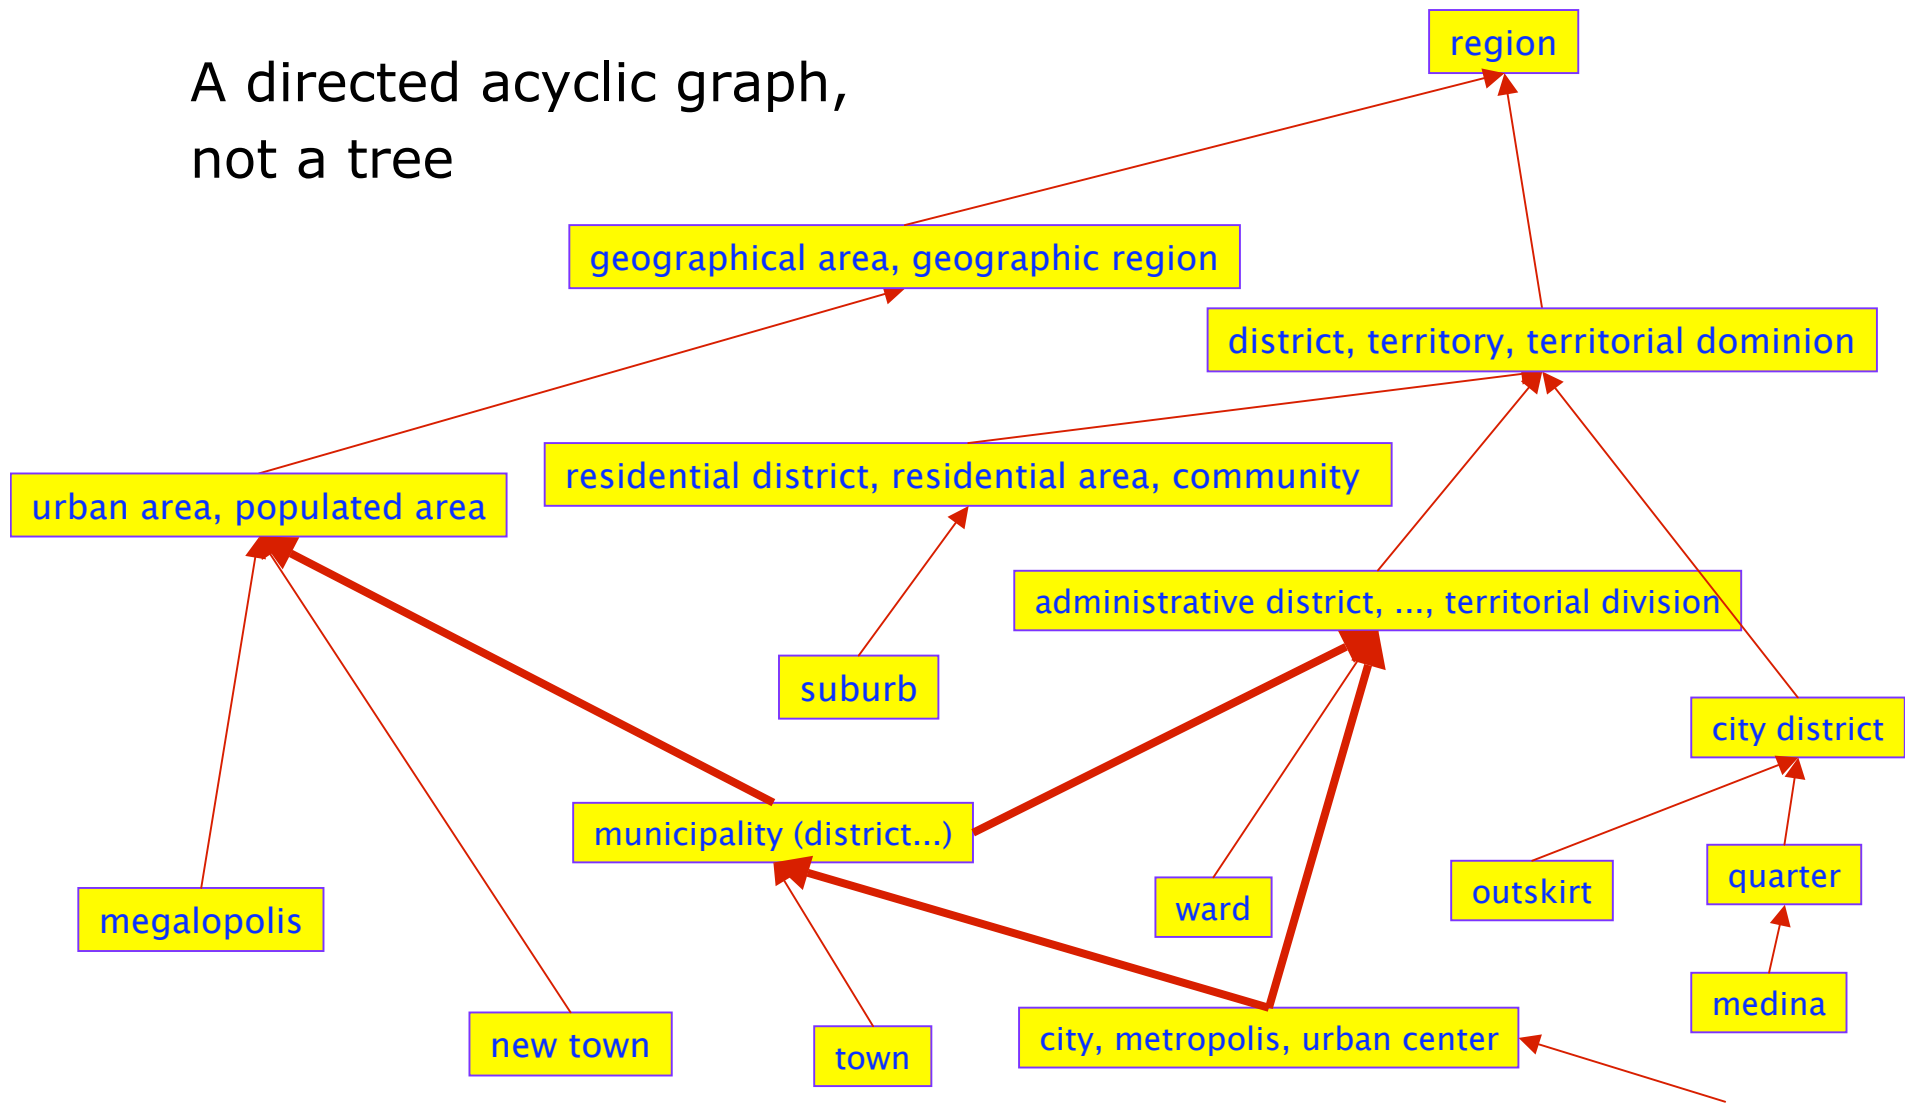 region
A directed acyclic graph,
not a tree
geographical area, geographic region
district, territory, territorial dominion
residential district, residential area, community
urban area, populated area
administrative district, ..., territorial division
suburb
city district
municipality (district...)
quarter
outskirt
ward
megalopolis
medina
city, metropolis, urban center
new town
town